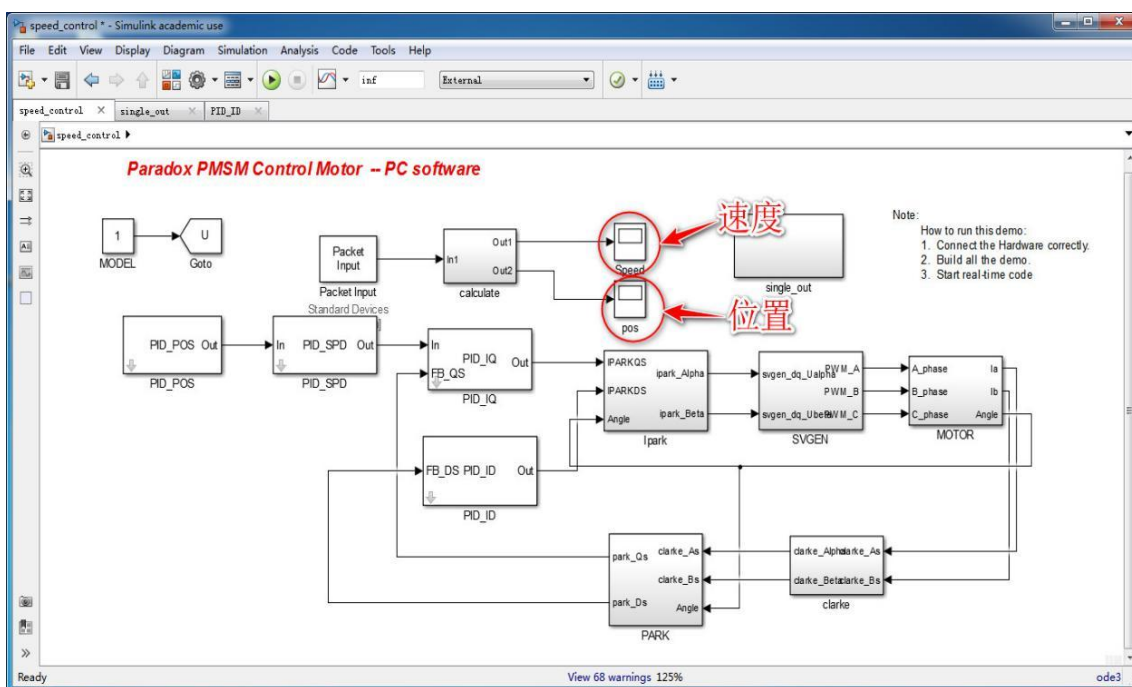 speed_control * - Simulink academic use
File Edit View Display Diagram Simulation Analysis Code Tools Help
inf External
speed_control single_out PID_ID
speed_control
Paradox PMSM Control Motor -- PC software
Note:
How to run this demo:
1. Connect the Hardware correctly.
2. Build all the demo.
3. Start real-time code
1
MODEL
U
Goto
Packet
Input
Packet Input
Standard Devices
In1
Out1
Out2
calculate
Speed
速度
pos
位置
single_out
PID_POS Out
PID_POS
In PID_SPD Out
PID_SPD
In
PID_IQ
FB_QS
Out
PID_IQ
FB_DS PID_ID Out
PID_ID
IPARKQS
IPARKDS
Angle
ipark_Alpha
ipark_Beta
Ipark
svgen_dq_Ualpha
PWM_A
PWM_B
PWM_C
SVGEN
A_phase
B_phase
C_phase
Ia
Ib
Angle
MOTOR
park_Qs
park_Ds
clarke_As
clarke_Bs
Angle
PARK
clarke_Alpha
clarke_As
clarke_Beta
clarke_Bs
clarke
Ready View 68 warnings 125% ode3